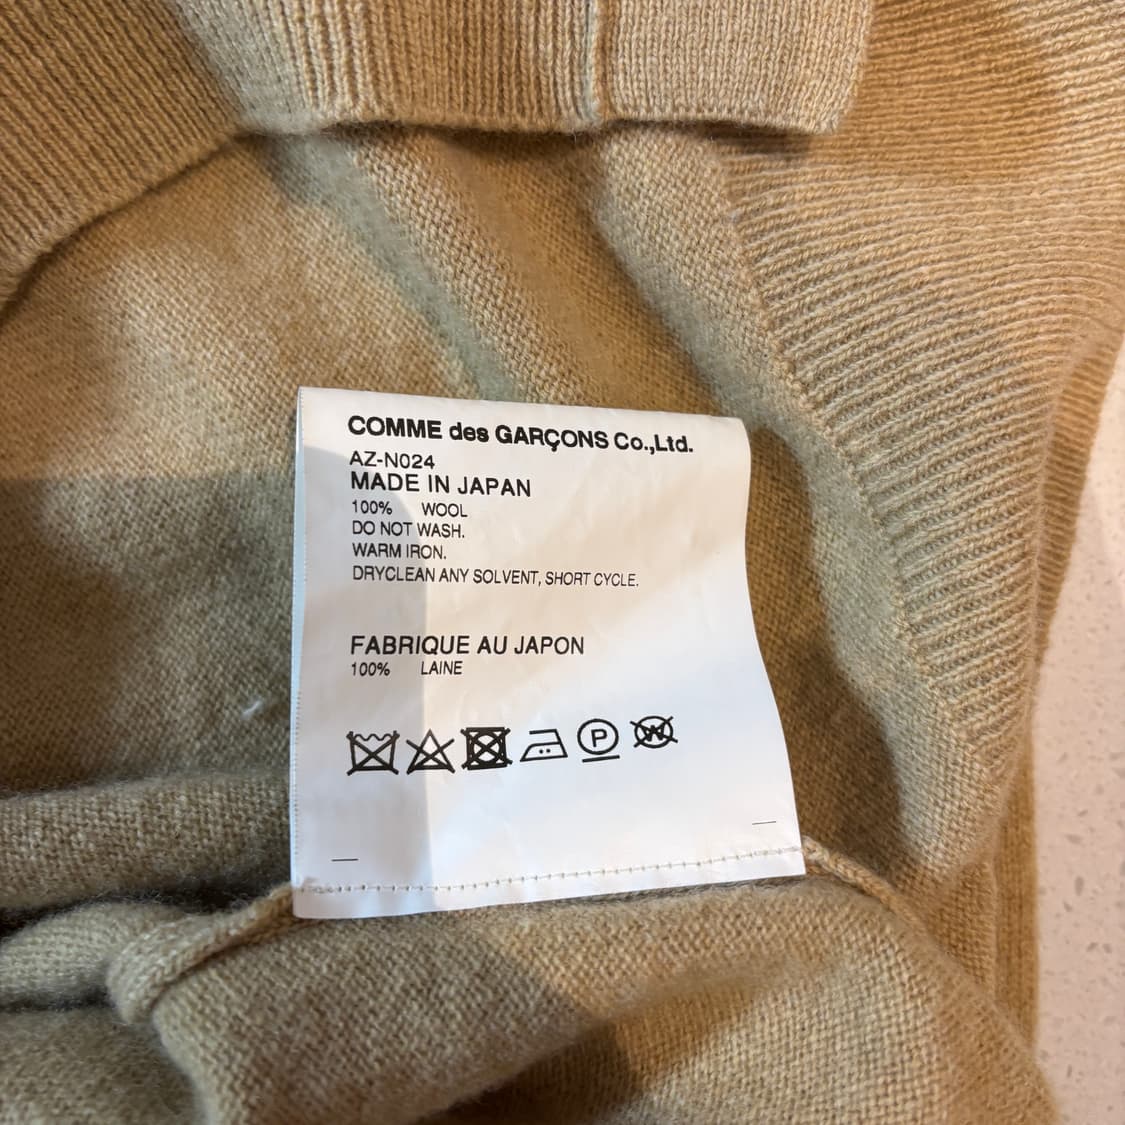 COMME des GARÇONS Co.,Ltd.
AZ-N024
MADE IN JAPAN
100% WOOL
DO NOT WASH.
WARM IRON.
DRYCLEAN ANY SOLVENT, SHORT CYCLE.
FABRIQUE AU JAPON
100% LAINE
P W